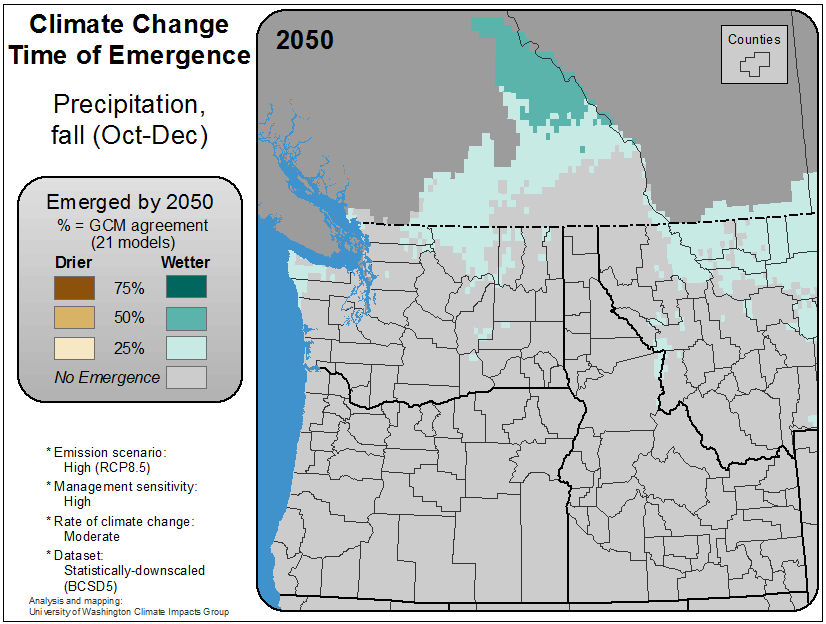 Climate Change
Time of Emergence
Precipitation,
fall (Oct-Dec)
Emerged by 2050
% = GCM agreement
(21 models)
Drier Wetter
75%
50%
25%
No Emergence
* Emission scenario:
High (RCP8.5)
* Management sensitivity:
High
* Rate of climate change:
Moderate
* Dataset:
Statistically-downscaled
(BCSD5)
Analysis and mapping:
University of Washington Climate Impacts Group
2050
Counties